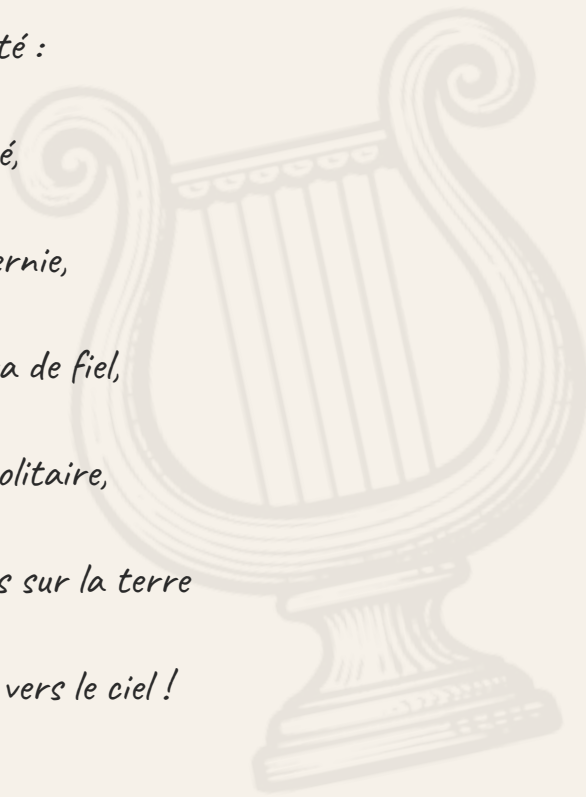 té :
é,
ernie,
a de fiel,
olitaire,
s sur la terre
vers le ciel !